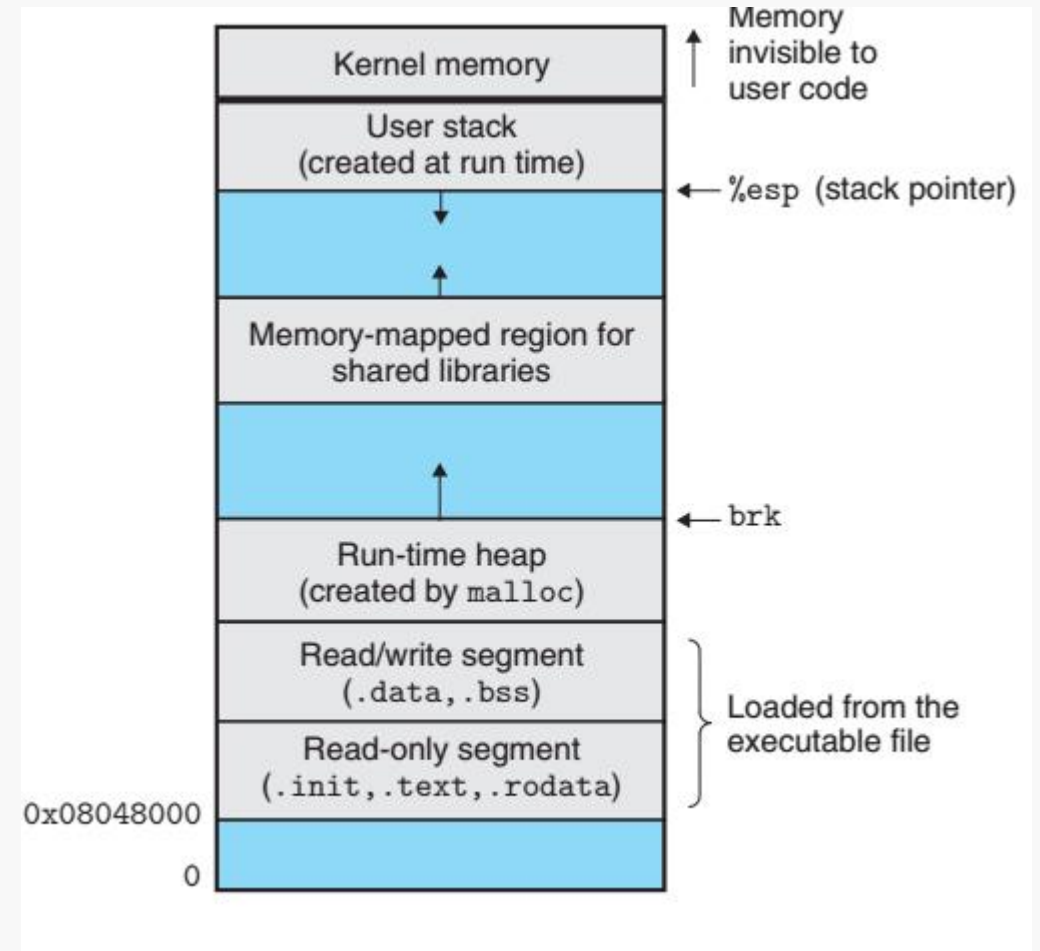 Memory
invisible to
user code
Kernel memory
User stack
(created at run time)
%esp (stack pointer)
Memory-mapped region for
shared libraries
brk
Run-time heap
(created by malloc)
Read/write segment
(.data,.bss)
Loaded from the
executable file
Read-only segment
(.init,.text,.rodata)
0x08048000
0